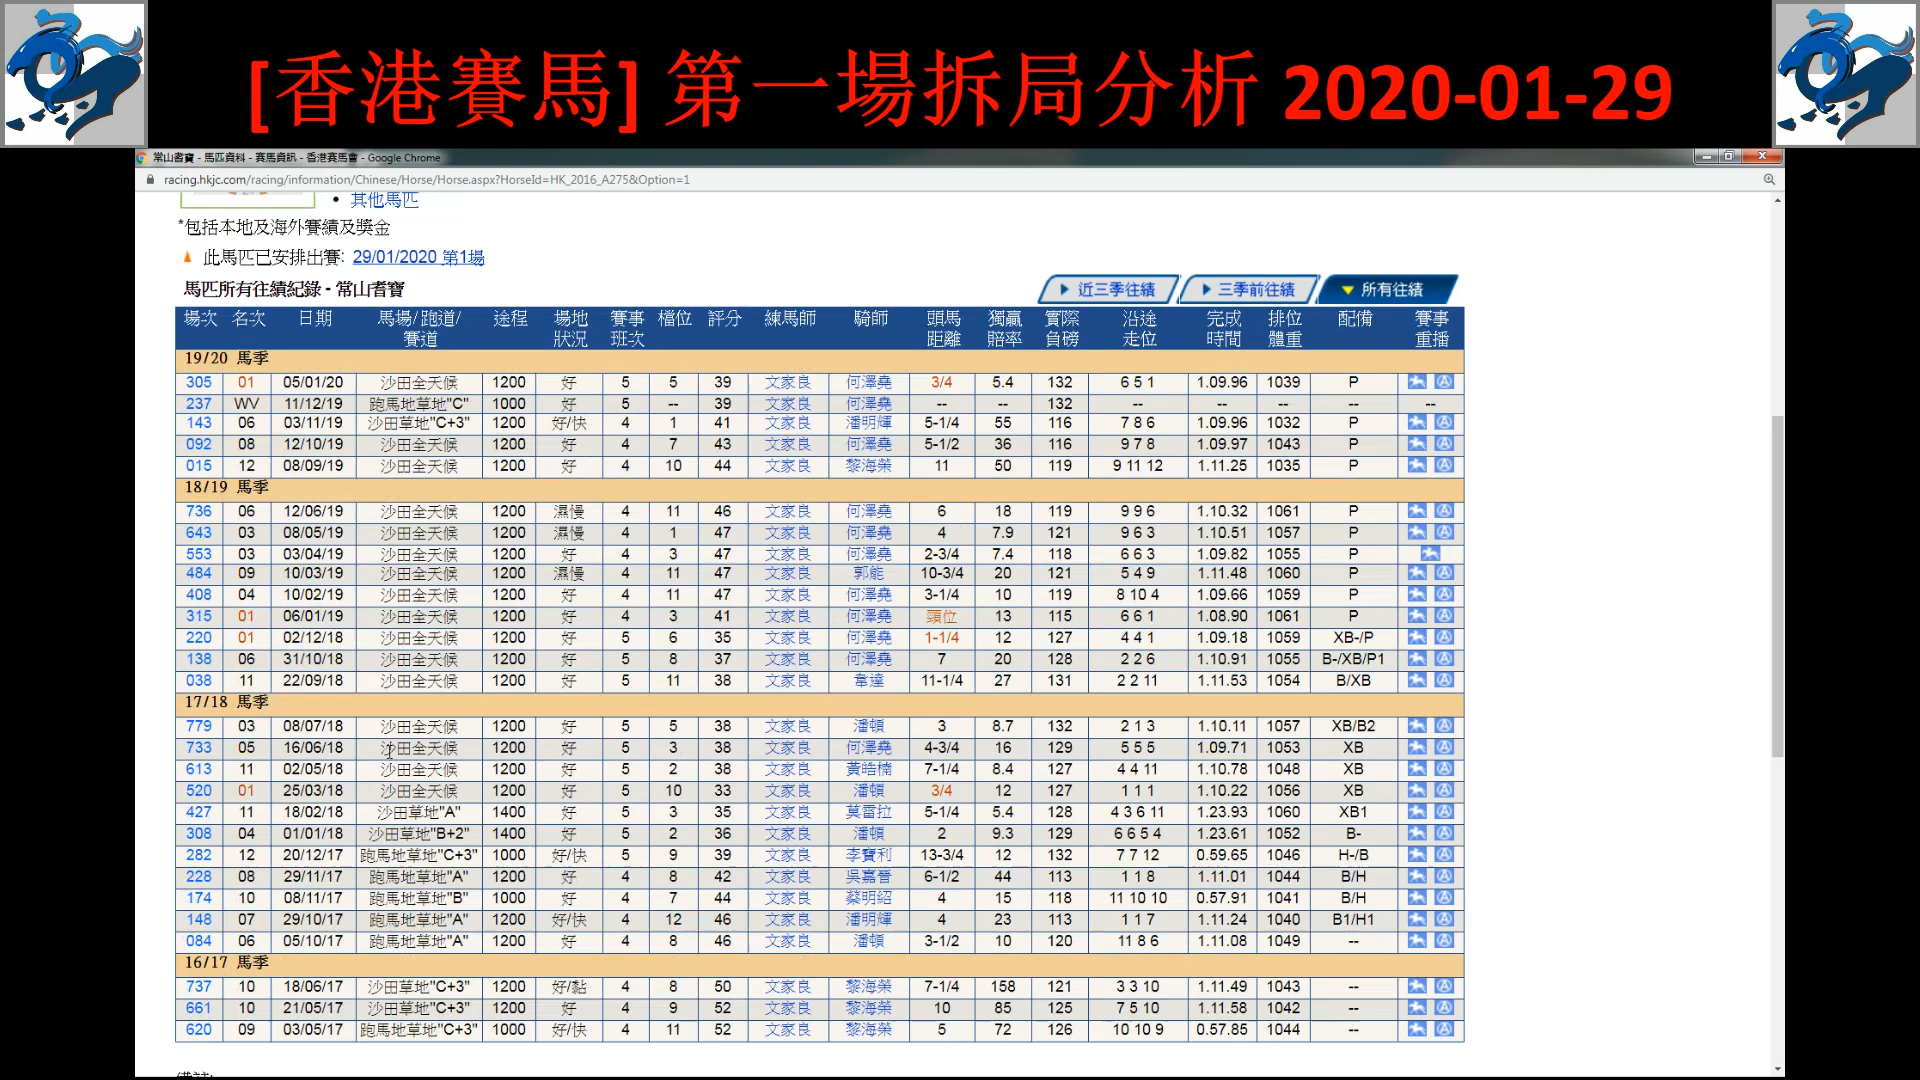 [香港賽馬] 第一場拆局分析 2020-01-29
常山耆寶 - 馬匹資料 - 賽馬資訊 - 香港賽馬會 - Google Chrome
racing.hkjc.com/racing/information/Chinese/Horse/Horse.aspx?HorseId=HK_2016_A275&Option=1
• 其他馬匹
*包括本地及海外賽績及獎金
此馬匹已安排出賽: 29/01/2020 第1場
馬匹所有往績紀錄 - 常山耆寶
近三季往績 三季前往績 所有往績
場次 名次 日期 馬場/跑道/賽道 途程 場地狀況 賽事班次 檔位 評分 練馬師 騎師 頭馬距離 獨贏賠率 實際負磅 沿途走位 完成時間 排位體重 配備 賽事重播
19/20 馬季
305 01 05/01/20 沙田全天候 1200 好 5 5 39 文家良 何澤堯 3/4 5.4 132 6 5 1 1.09.96 1039 P
237 WV 11/12/19 跑馬地草地"C" 1000 好 5 -- 39 文家良 何澤堯 -- -- 132 -- -- -- -- --
143 06 03/11/19 沙田草地"C+3" 1200 好/快 4 1 41 文家良 潘明輝 5-1/4 55 116 7 8 6 1.09.96 1032 P
092 08 12/10/19 沙田全天候 1200 好 4 7 43 文家良 何澤堯 5-1/2 36 116 9 7 8 1.09.97 1043 P
015 12 08/09/19 沙田全天候 1200 好 4 10 44 文家良 黎海榮 11 50 119 9 11 12 1.11.25 1035 P
18/19 馬季
736 06 12/06/19 沙田全天候 1200 濕慢 4 11 46 文家良 何澤堯 6 18 119 9 9 6 1.10.32 1061 P
643 03 08/05/19 沙田全天候 1200 濕慢 4 1 47 文家良 何澤堯 4 7.9 121 9 6 3 1.10.51 1057 P
553 03 03/04/19 沙田全天候 1200 好 4 3 47 文家良 何澤堯 2-3/4 7.4 118 6 6 3 1.09.82 1055 P
484 09 10/03/19 沙田全天候 1200 濕慢 4 11 47 文家良 郭能 10-3/4 20 121 5 4 9 1.11.48 1060 P
408 04 10/02/19 沙田全天候 1200 好 4 11 47 文家良 何澤堯 3-1/4 10 119 8 10 4 1.09.66 1059 P
315 01 06/01/19 沙田全天候 1200 好 4 3 41 文家良 何澤堯 頭位 13 115 6 6 1 1.08.90 1061 P
220 01 02/12/18 沙田全天候 1200 好 5 6 35 文家良 何澤堯 1-1/4 12 127 4 4 1 1.09.18 1059 XB-/P
138 06 31/10/18 沙田全天候 1200 好 5 8 37 文家良 何澤堯 7 20 128 2 2 6 1.10.91 1055 B-/XB/P1
038 11 22/09/18 沙田全天候 1200 好 5 11 38 文家良 韋達 11-1/4 27 131 2 2 11 1.11.53 1054 B/XB
17/18 馬季
779 03 08/07/18 沙田全天候 1200 好 5 5 38 文家良 潘頓 3 8.7 132 2 1 3 1.10.11 1057 XB/B2
733 05 16/06/18 沙田全天候 1200 好 5 3 38 文家良 何澤堯 4-3/4 16 129 5 5 5 1.09.71 1053 XB
613 11 02/05/18 沙田全天候 1200 好 5 2 38 文家良 黃皓楠 7-1/4 8.4 127 4 4 11 1.10.78 1048 XB
520 01 25/03/18 沙田全天候 1200 好 5 10 33 文家良 潘頓 3/4 12 127 1 1 1 1.10.22 1056 XB
427 11 18/02/18 沙田草地"A" 1400 好 5 3 35 文家良 莫雷拉 5-1/4 5.4 128 4 3 6 11 1.23.93 1060 XB1
308 04 01/01/18 沙田草地"B+2" 1400 好 5 2 36 文家良 潘頓 2 9.3 129 6 6 5 4 1.23.61 1052 B-
282 12 20/12/17 跑馬地草地"C+3" 1000 好/快 5 9 39 文家良 李寶利 13-3/4 12 132 7 7 12 0.59.65 1046 H-/B
228 08 29/11/17 跑馬地草地"A" 1200 好 4 8 42 文家良 吳嘉晉 6-1/2 44 113 1 1 8 1.11.01 1044 B/H
174 10 08/11/17 跑馬地草地"B" 1000 好 4 7 44 文家良 蔡明紹 4 15 118 11 10 10 0.57.91 1041 B/H
148 07 29/10/17 跑馬地草地"A" 1200 好/快 4 12 46 文家良 潘明輝 4 23 113 1 1 7 1.11.24 1040 B1/H1
084 06 05/10/17 跑馬地草地"A" 1200 好 4 8 46 文家良 潘頓 3-1/2 10 120 11 8 6 1.11.08 1049 --
16/17 馬季
737 10 18/06/17 沙田草地"C+3" 1200 好/黏 4 8 50 文家良 黎海榮 7-1/4 158 121 3 3 10 1.11.49 1043 --
661 10 21/05/17 沙田草地"C+3" 1200 好 4 9 52 文家良 黎海榮 10 85 125 7 5 10 1.11.58 1042 --
620 09 03/05/17 跑馬地草地"C+3" 1000 好/快 4 11 52 文家良 黎海榮 5 72 126 10 10 9 0.57.85 1044 --